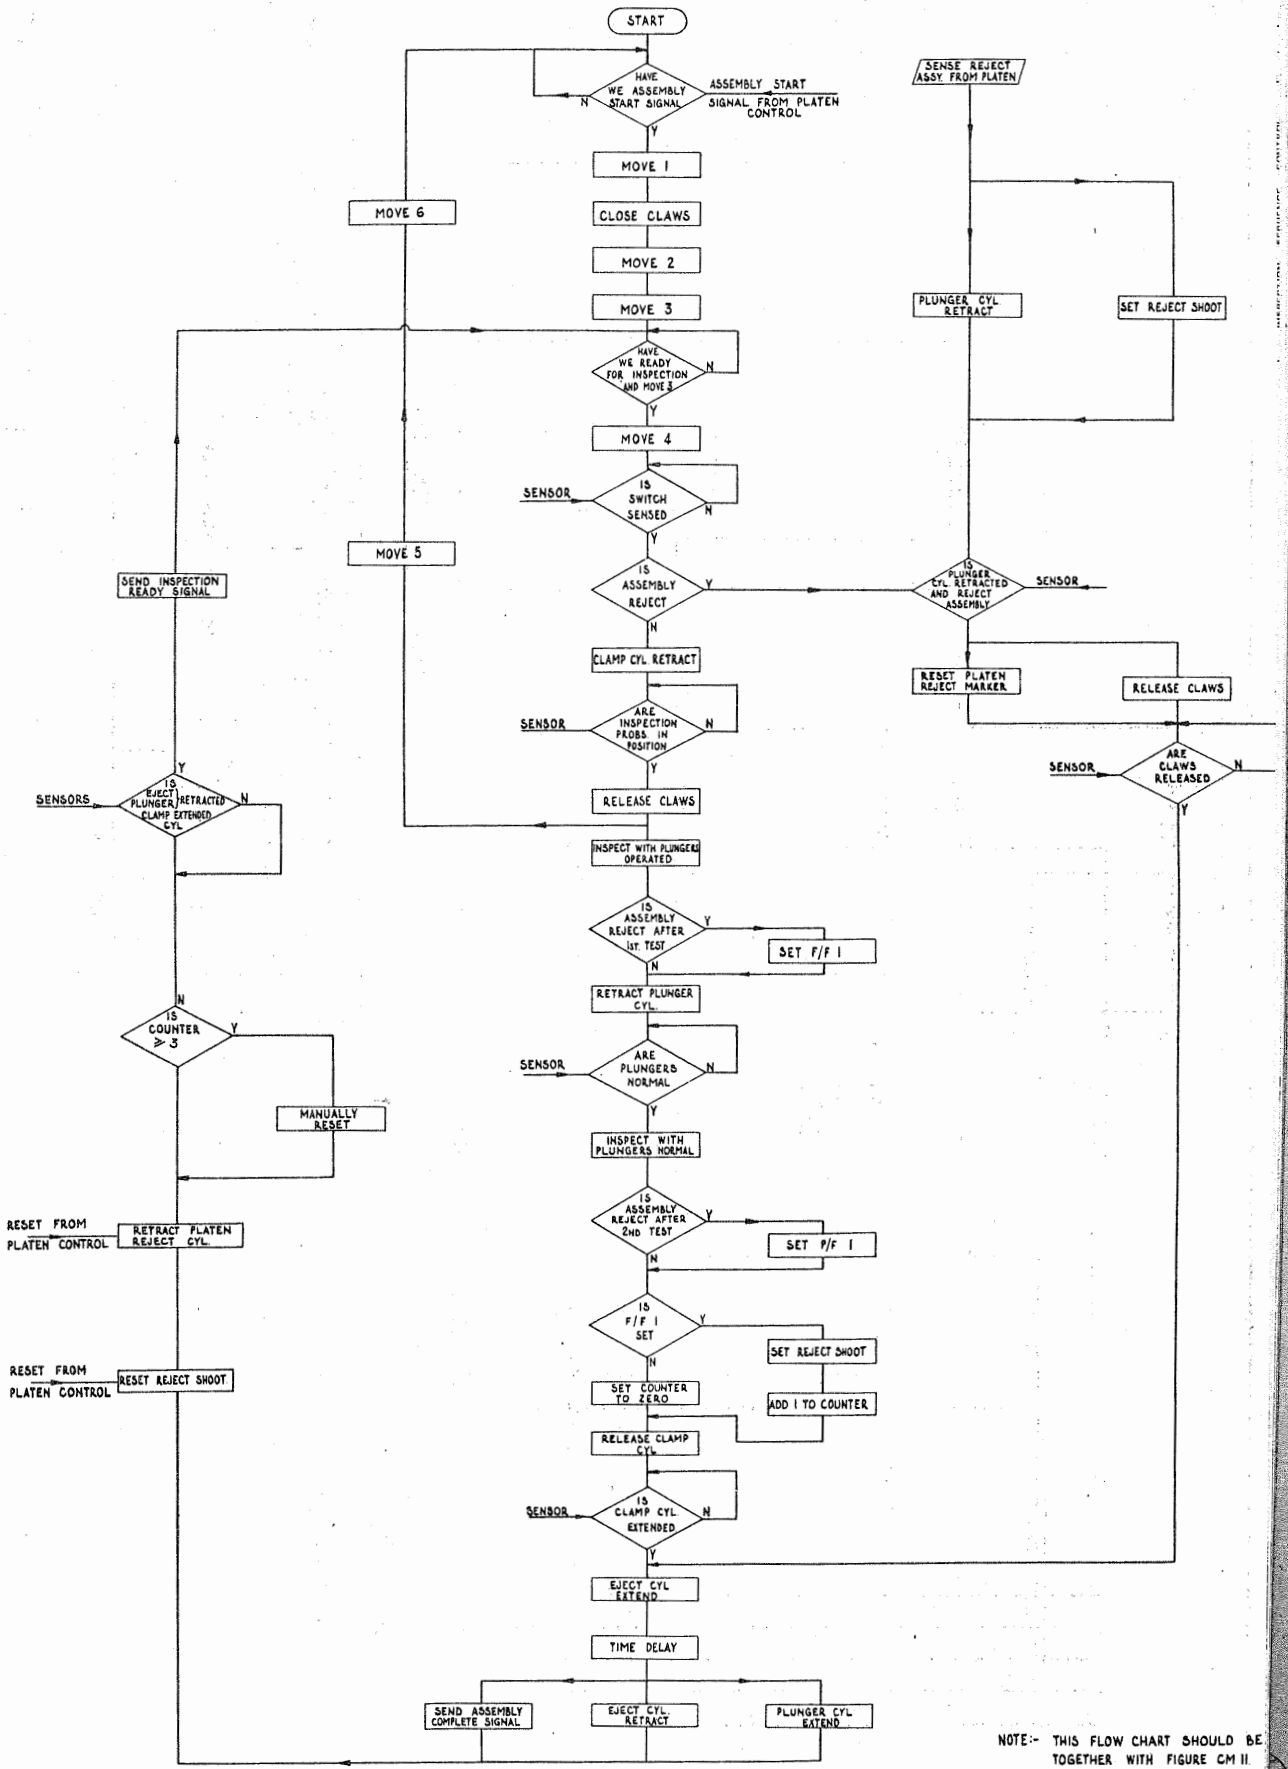 START
HAVE
WE ASSEMBLY
START SIGNAL
N
Y
ASSEMBLY START
SIGNAL FROM PLATEN
CONTROL
SENSE REJECT
ASSY. FROM PLATEN
MOVE 1
MOVE 6
CLOSE CLAWS
MOVE 2
MOVE 3
PLUNGER CYL.
RETRACT
SET REJECT SHOOT
HAVE
WE READY
FOR INSPECTION
AND MOVE 3
N
Y
MOVE 4
SENSOR
IS
SWITCH
SENSED
N
Y
MOVE 5
SEND INSPECTION
READY SIGNAL
IS
ASSEMBLY
REJECT
Y
N
IS
PLUNGER
CYL. RETRACTED
AND REJECT
ASSEMBLY
SENSOR
Y
CLAMP CYL. RETRACT
RESET PLATEN
REJECT MARKER
RELEASE CLAWS
SENSOR
ARE
INSPECTION
PROBS. IN
POSITION
N
Y
SENSOR
ARE
CLAWS
RELEASED
N
Y
SENSORS
Y
IS
EJECT
PLUNGER } RETRACTED
CLAMP EXTENDED
CYL
N
RELEASE CLAWS
INSPECT WITH PLUNGERS
OPERATED
IS
ASSEMBLY
REJECT AFTER
1ST. TEST
Y
N
SET F/F 1
RETRACT PLUNGER
CYL.
N
IS
COUNTER
⩾ 3
Y
SENSOR
ARE
PLUNGERS
NORMAL
N
Y
MANUALLY
RESET
INSPECT WITH
PLUNGERS NORMAL
RESET FROM
PLATEN CONTROL
RETRACT PLATEN
REJECT CYL.
IS
ASSEMBLY
REJECT AFTER
2ND TEST
Y
N
SET P/F 1
IS
F/F 1
SET
Y
N
SET REJECT SHOOT
RESET FROM
PLATEN CONTROL
RESET REJECT SHOOT.
SET COUNTER
TO ZERO
ADD 1 TO COUNTER
RELEASE CLAMP
CYL
SENSOR
IS
CLAMP CYL.
EXTENDED
N
Y
EJECT CYL
EXTEND
TIME DELAY
SEND ASSEMBLY
COMPLETE SIGNAL
EJECT CYL.
RETRACT
PLUNGER CYL
EXTEND
NOTE:- THIS FLOW CHART SHOULD BE
TOGETHER WITH FIGURE CM 11.